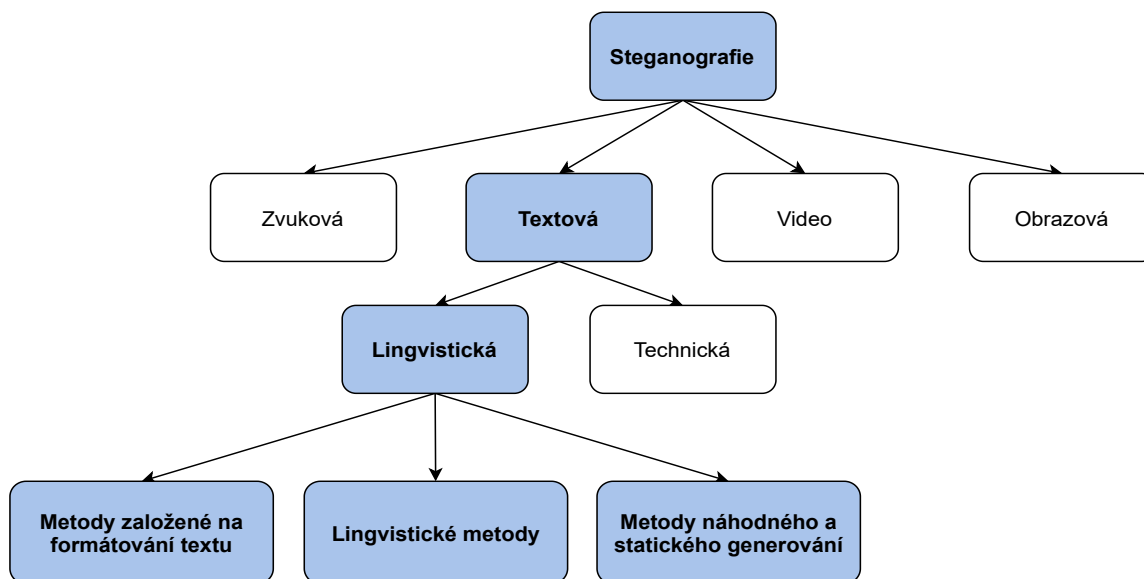 Steganografie
Zvuková
Textová
Video
Obrazová
Lingvistická
Technická
Metody založené na
formátování textu
Lingvistické metody
Metody náhodného a
statického generování